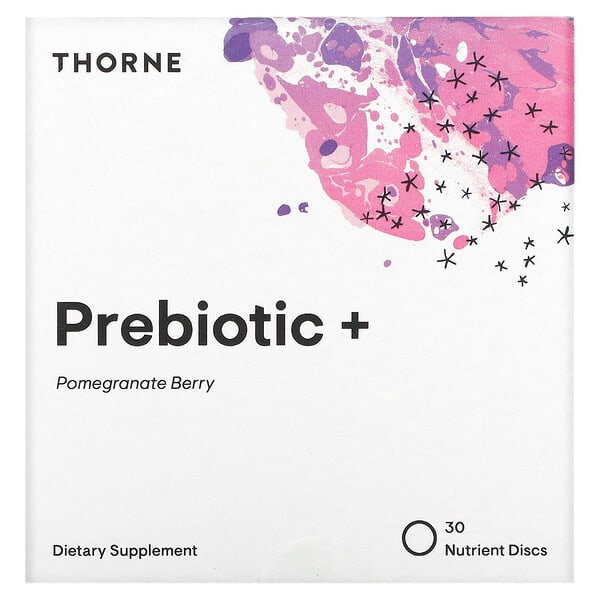 THORNE
Prebiotic +
Pomegranate Berry
Dietary Supplement
30
Nutrient Discs